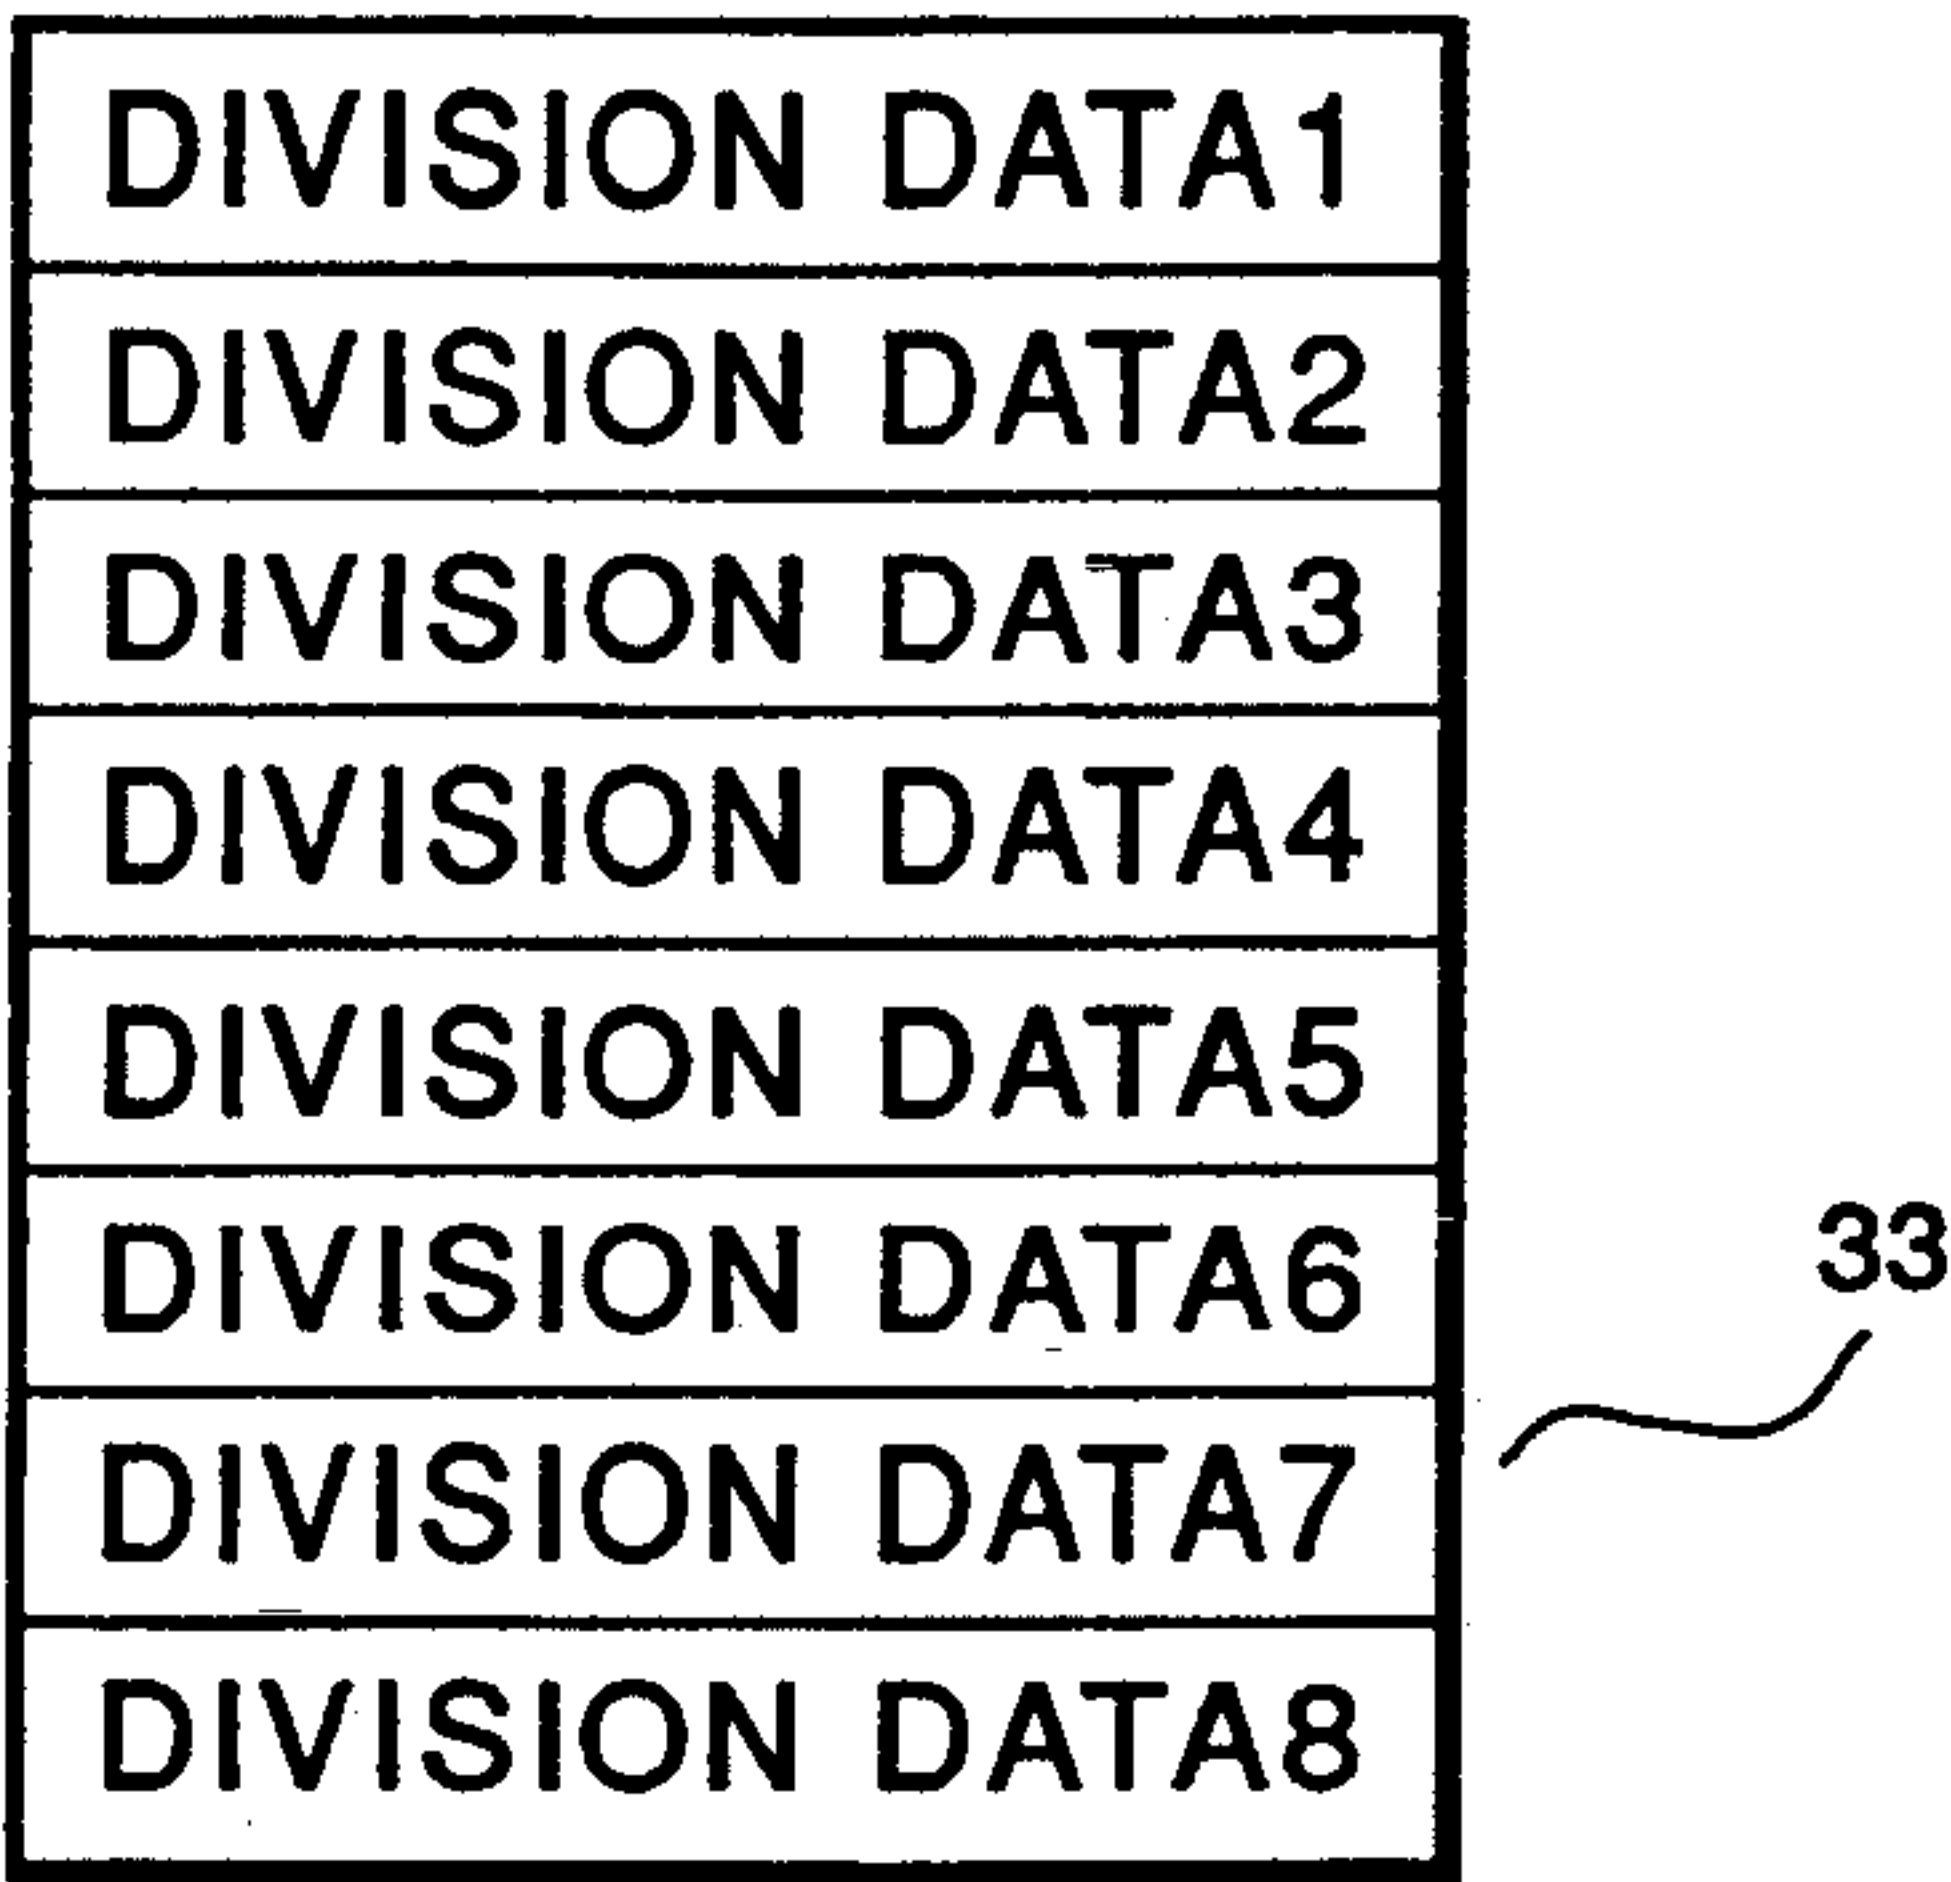 DIVISION DATA1
DIVISION DATA2
DIVISION DATA3
DIVISION DATA4
DIVISION DATA5
DIVISION DATA6
33
DIVISION DATA7
DIVISION DATA8